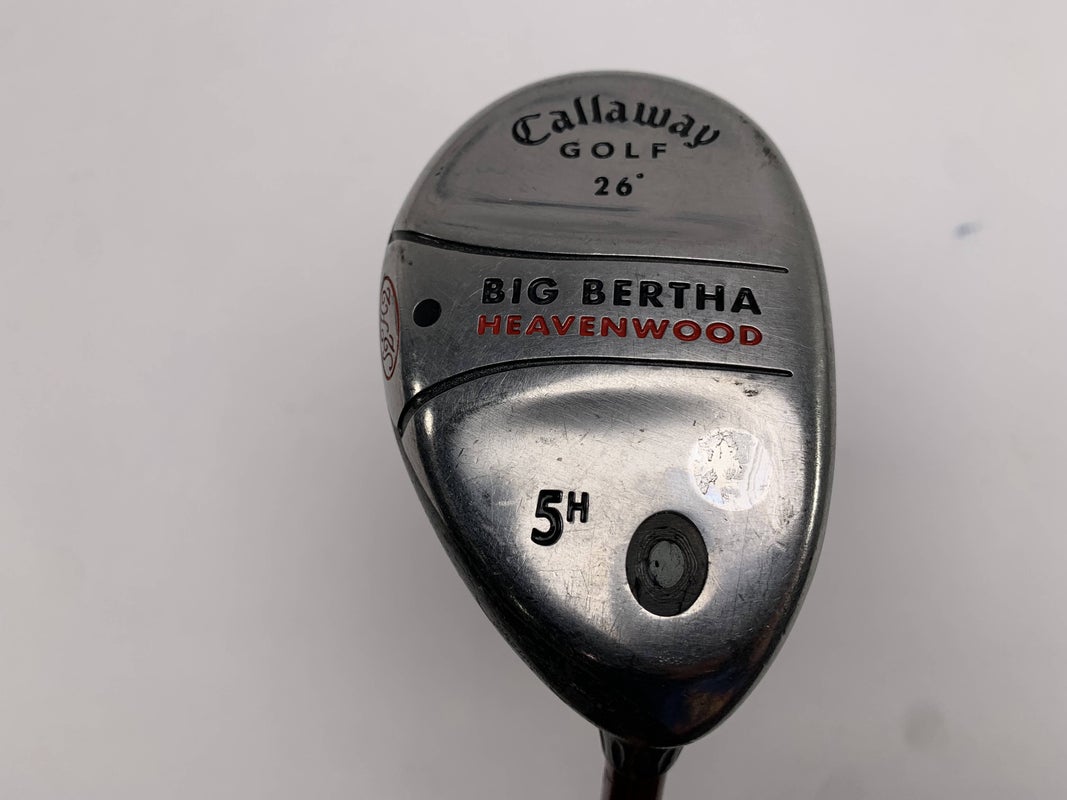 Callaway
GOLF
26°
BIG BERTHA
HEAVENWOOD
5H